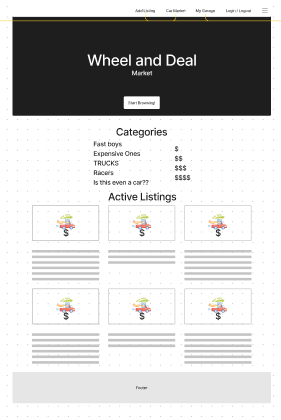 Add Listing Car Market My Garage Login / Logout
Wheel and Deal
Market
Start Browsing!
Categories
Fast boys
Expensive Ones
TRUCKS
Racers
Is this even a car??
$
$$
$$$
$$$$
Active Listings
$ $ $
$ $ $
Footer